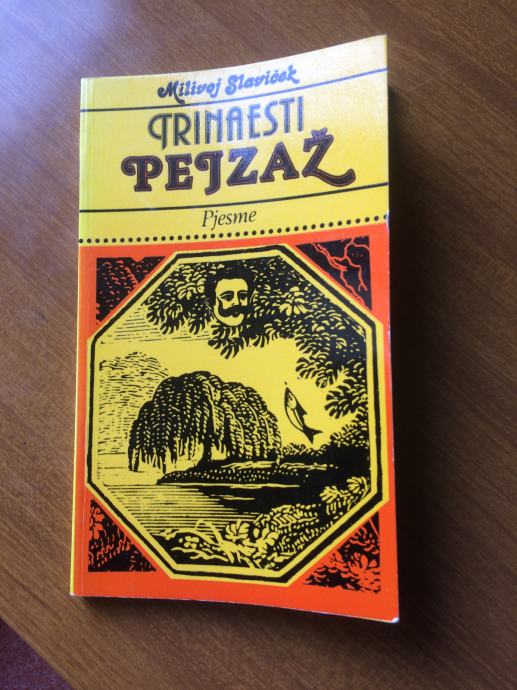 Milivoj Slaviček
TRINAESTI
PEJZAŽ
Pjesme